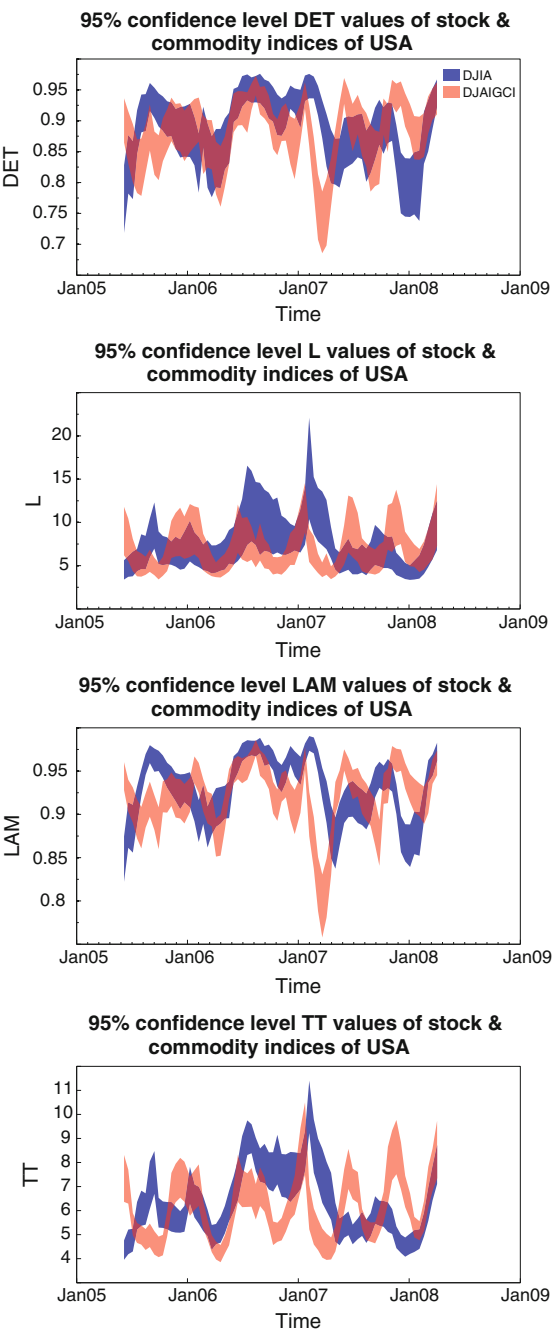 95% confidence level DET values of stock &
commodity indices of USA
DJIA
DJAIGCI
0.95
0.9
0.85
0.8
0.75
0.7
DET
Jan05 Jan06 Jan07 Jan08 Jan09
Time
95% confidence level L values of stock &
commodity indices of USA
20
15
10
5
L
Jan05 Jan06 Jan07 Jan08 Jan09
Time
95% confidence level LAM values of stock &
commodity indices of USA
0.95
0.9
0.85
0.8
LAM
Jan05 Jan06 Jan07 Jan08 Jan09
Time
95% confidence level TT values of stock &
commodity indices of USA
11
10
9
8
7
6
5
4
TT
Jan05 Jan06 Jan07 Jan08 Jan09
Time